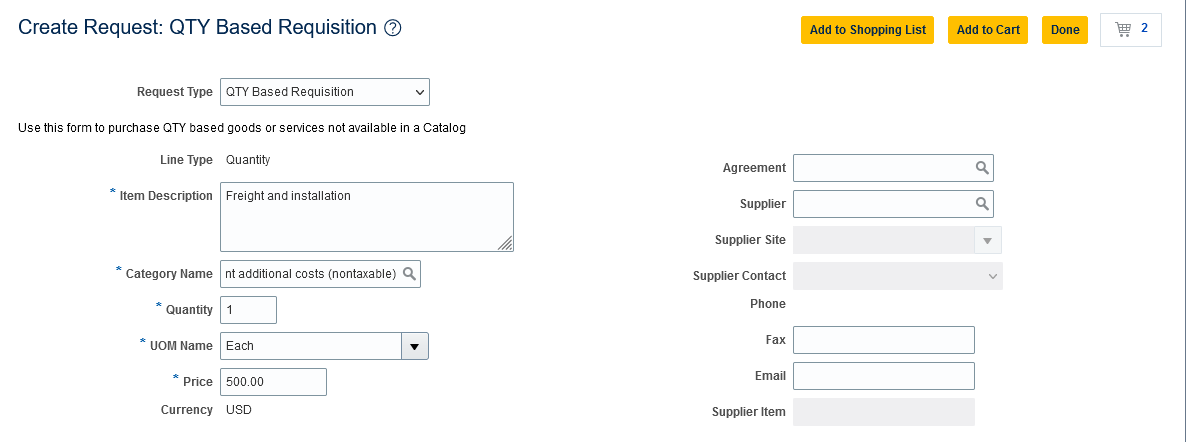 Create Request: QTY Based Requisition ?
Add to Shopping List
Add to Cart
Done
2
Request Type QTY Based Requisition
Use this form to purchase QTY based goods or services not available in a Catalog
Line Type Quantity
* Item Description Freight and installation
* Category Name nt additional costs (nontaxable)
* Quantity 1
* UOM Name Each
* Price 500.00
Currency USD
Agreement
Supplier
Supplier Site
Supplier Contact
Phone
Fax
Email
Supplier Item